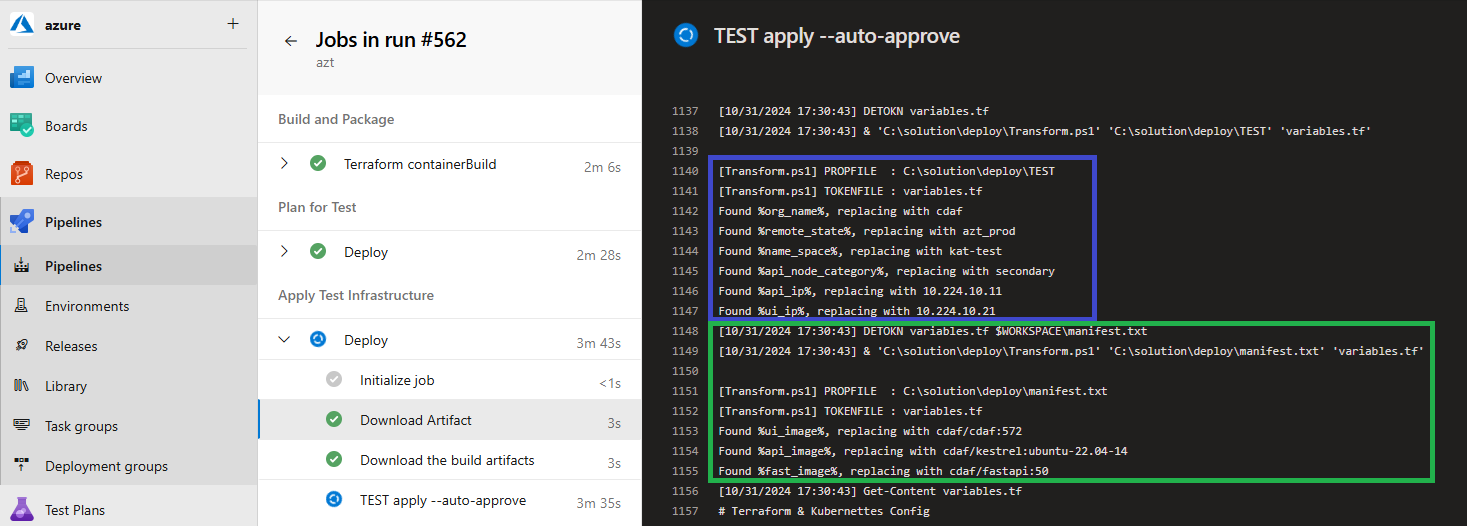 azure
+
Overview
Boards
Repos
Pipelines
Pipelines
Environments
Releases
Library
Task groups
Deployment groups
Test Plans
Jobs in run #562
azt
Build and Package
Terraform containerBuild 2m 6s
Plan for Test
Deploy 2m 28s
Apply Test Infrastructure
Deploy 3m 43s
Initialize job <1s
Download Artifact 3s
Download the build artifacts 3s
TEST apply --auto-approve 3m 35s
TEST apply --auto-approve
1137 [10/31/2024 17:30:43] DETOKN variables.tf
1138 [10/31/2024 17:30:43] & 'C:\solution\deploy\Transform.ps1' 'C:\solution\deploy\TEST' 'variables.tf'
1139
1140 [Transform.ps1] PROPFILE  : C:\solution\deploy\TEST
1141 [Transform.ps1] TOKENFILE : variables.tf
1142 Found %org_name%, replacing with cdaf
1143 Found %remote_state%, replacing with azt_prod
1144 Found %name_space%, replacing with kat-test
1145 Found %api_node_category%, replacing with secondary
1146 Found %api_ip%, replacing with 10.224.10.11
1147 Found %ui_ip%, replacing with 10.224.10.21
1148 [10/31/2024 17:30:43] DETOKN variables.tf $WORKSPACE\manifest.txt
1149 [10/31/2024 17:30:43] & 'C:\solution\deploy\Transform.ps1' 'C:\solution\deploy\manifest.txt' 'variables.tf'
1150
1151 [Transform.ps1] PROPFILE  : C:\solution\deploy\manifest.txt
1152 [Transform.ps1] TOKENFILE : variables.tf
1153 Found %ui_image%, replacing with cdaf/cdaf:572
1154 Found %api_image%, replacing with cdaf/kestrel:ubuntu-22.04-14
1155 Found %fast_image%, replacing with cdaf/fastapi:50
1156 [10/31/2024 17:30:43] Get-Content variables.tf
1157 # Terraform & Kubernettes Config